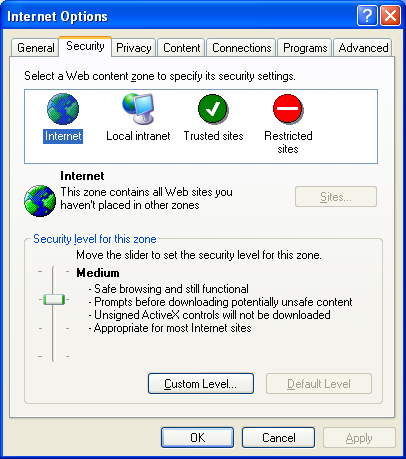 Internet Options
General Security Privacy Content Connections Programs Advanced
Select a Web content zone to specify its security settings.
Internet Local intranet Trusted sites Restricted
sites
Internet
This zone contains all Web sites you
haven't placed in other zones
Sites...
Security level for this zone
Move the slider to set the security level for this zone.
Medium
- Safe browsing and still functional
- Prompts before downloading potentially unsafe content
- Unsigned ActiveX controls will not be downloaded
- Appropriate for most Internet sites
Custom Level... Default Level
OK Cancel Apply